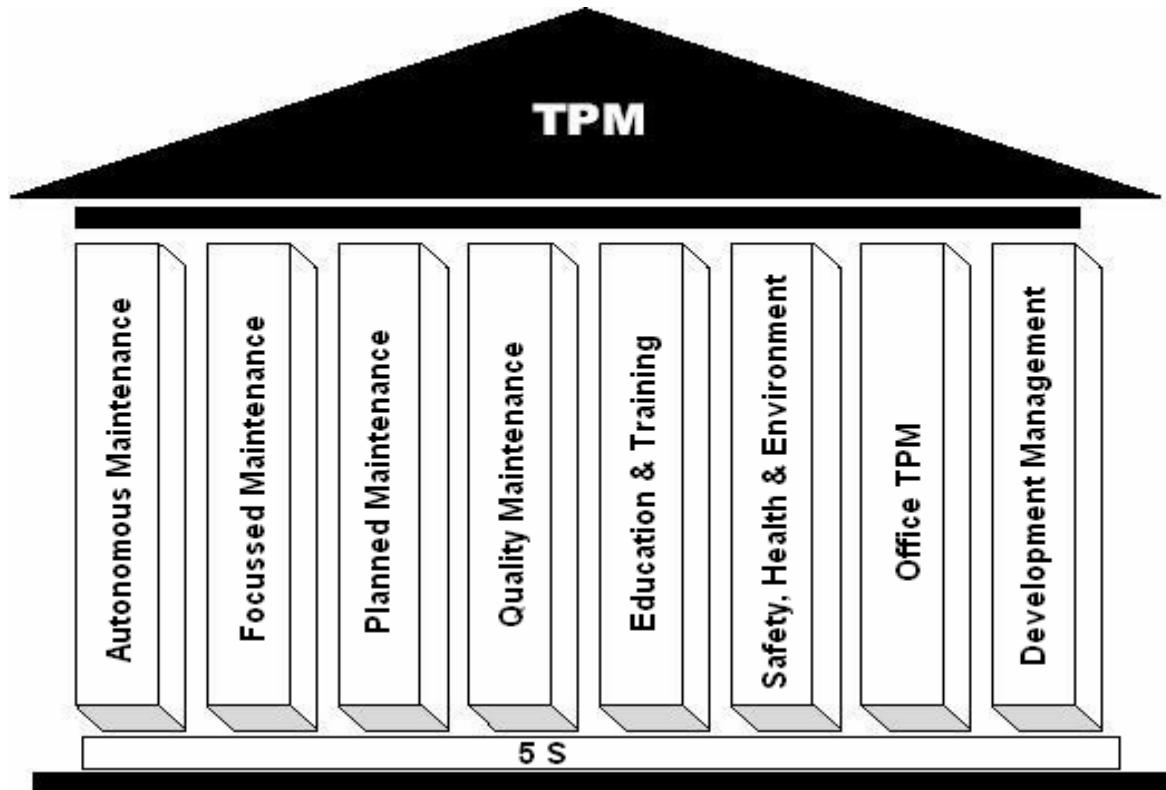 TPM
Autonomous Maintenance
Focussed Maintenance
Planned Maintenance
Quality Maintenance
Education & Training
Safety, Health & Environment
Office TPM
Development Management
5 S